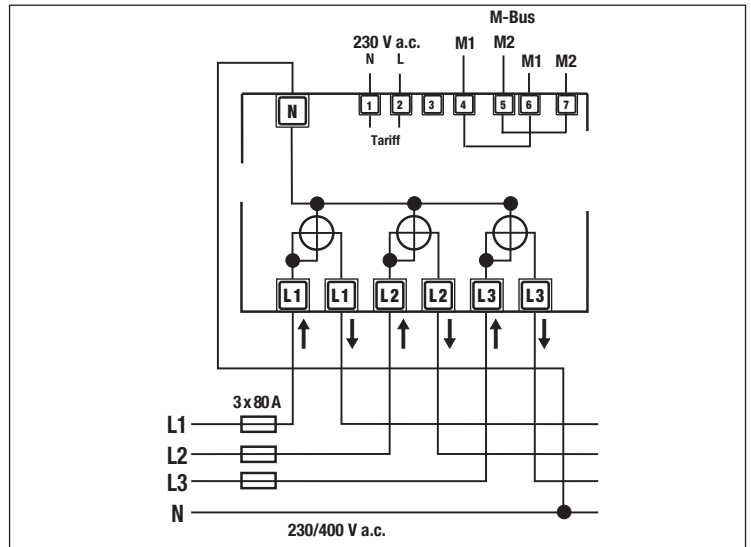 M-Bus
230 V a.c. M1 M2
N L M1 M2
N 1 2 3 4 5 6 7
Tariff
L1 L1 L2 L2 L3 L3
3 x 80 A
L1
L2
L3
N
230/400 V a.c.